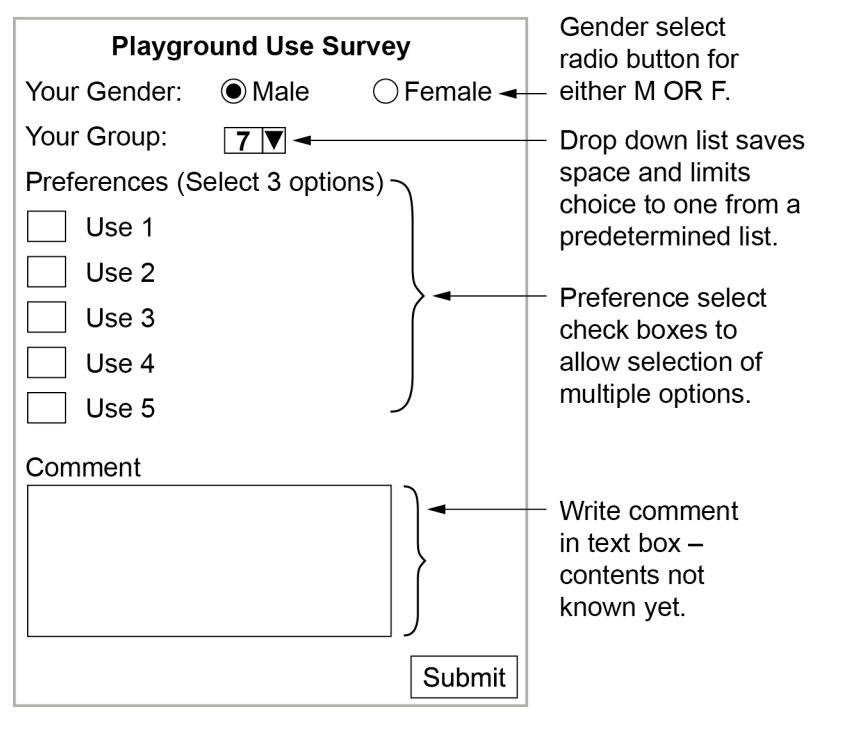 Playground Use Survey
Your Gender: Male Female
Your Group: 7
Preferences (Select 3 options)
Use 1
Use 2
Use 3
Use 4
Use 5
Comment
Submit
Gender select
radio button for
either M OR F.
Drop down list saves
space and limits
choice to one from a
predetermined list.
Preference select
check boxes to
allow selection of
multiple options.
Write comment
in text box –
contents not
known yet.